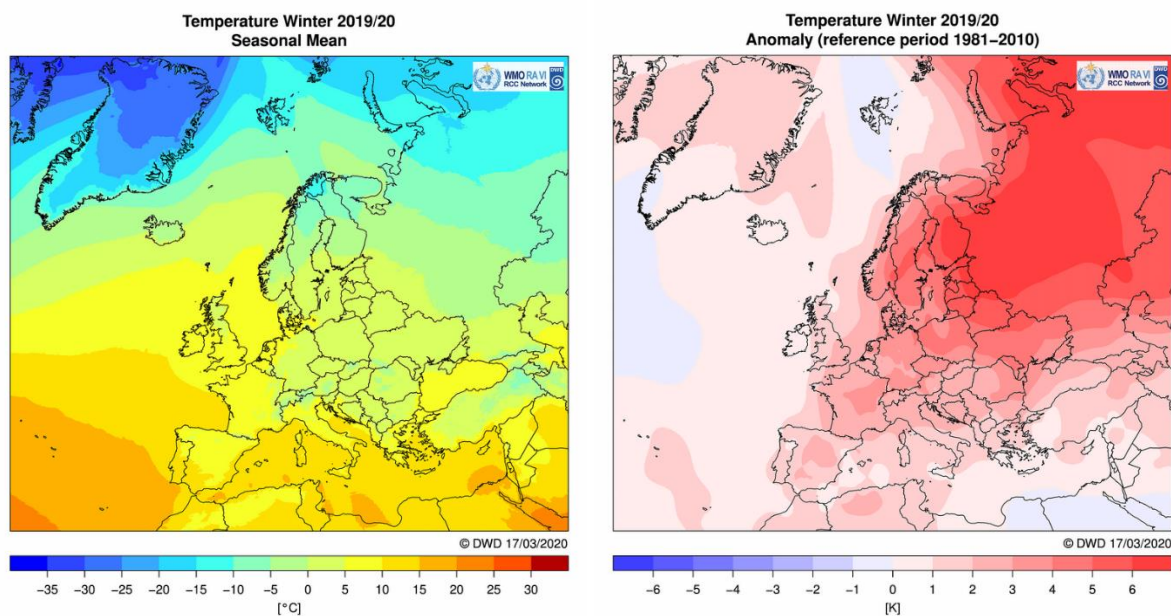 Temperature Winter 2019/20
Seasonal Mean
WMO RA VI
RCC Network
DWD
© DWD 17/03/2020
−35 −30 −25 −20 −15 −10 −5 0 5 10 15 20 25 30
[°C]
Temperature Winter 2019/20
Anomaly (reference period 1981−2010)
WMO RA VI
RCC Network
DWD
© DWD 17/03/2020
−6 −5 −4 −3 −2 −1 0 1 2 3 4 5 6
[K]